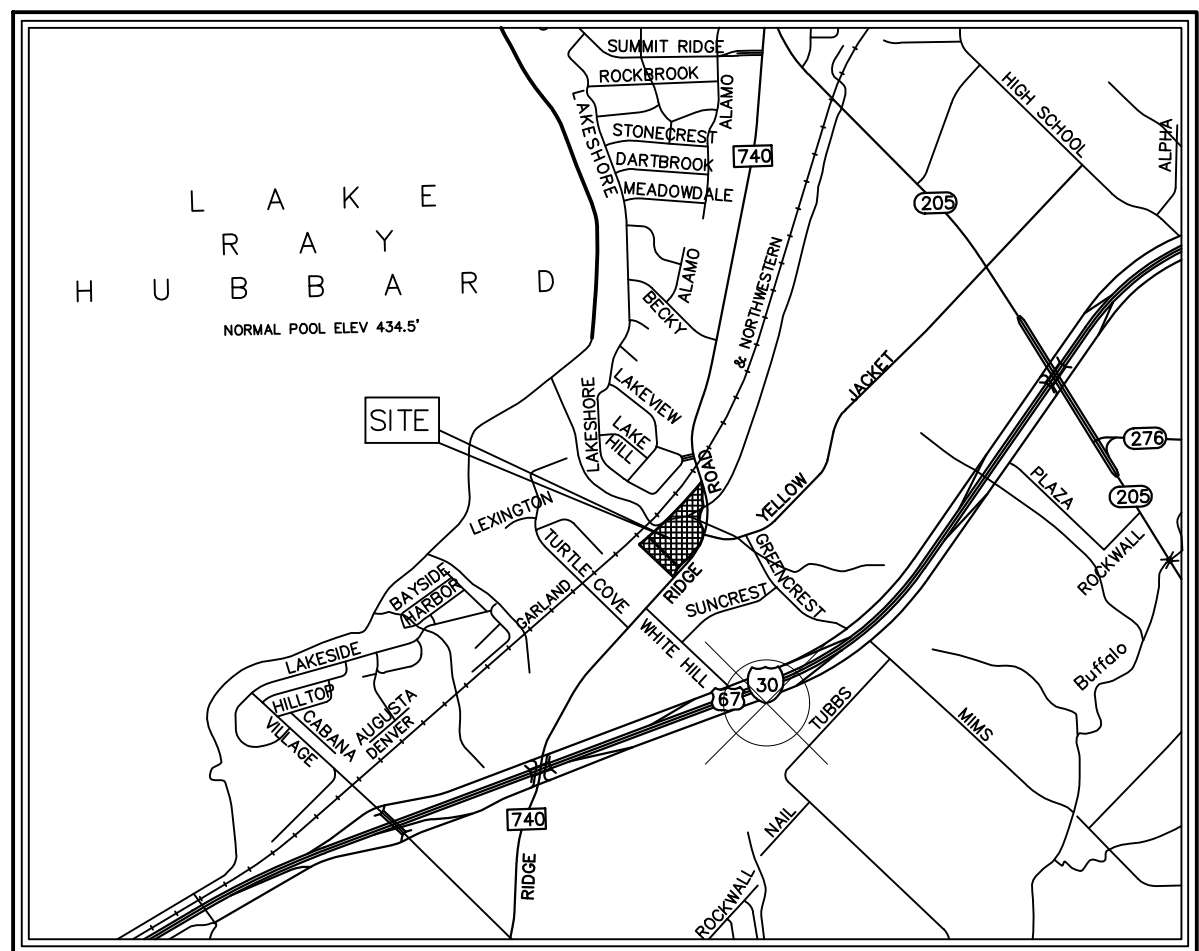 SUMMIT RIDGE
ROCKBROOK
LAKESHORE
ALAMO
HIGH SCHOOL
ALPHA
STONECREST
DARTBROOK
MEADOWDALE
740
205
L A K E
R A Y
H U B B A R D
NORMAL POOL ELEV 434.5'
ALAMO
BECKY
& NORTHWESTERN
LAKESHORE
LAKEVIEW
LAKE
HILL
JACKET
SITE
ROAD
YELLOW
276
205
PLAZA
ROCKWALL
LEXINGTON
TURTLE COVE
GREENCREST
RIDGE
SUNCREST
BAYSIDE
HARBOR
GARLAND
WHITE HILL
LAKESIDE
HILLTOP
CABANA
VILLAGE
AUGUSTA
DENVER
67
30
TUBBS
MIMS
Buffalo
740
RIDGE
NAIL
ROCKWALL